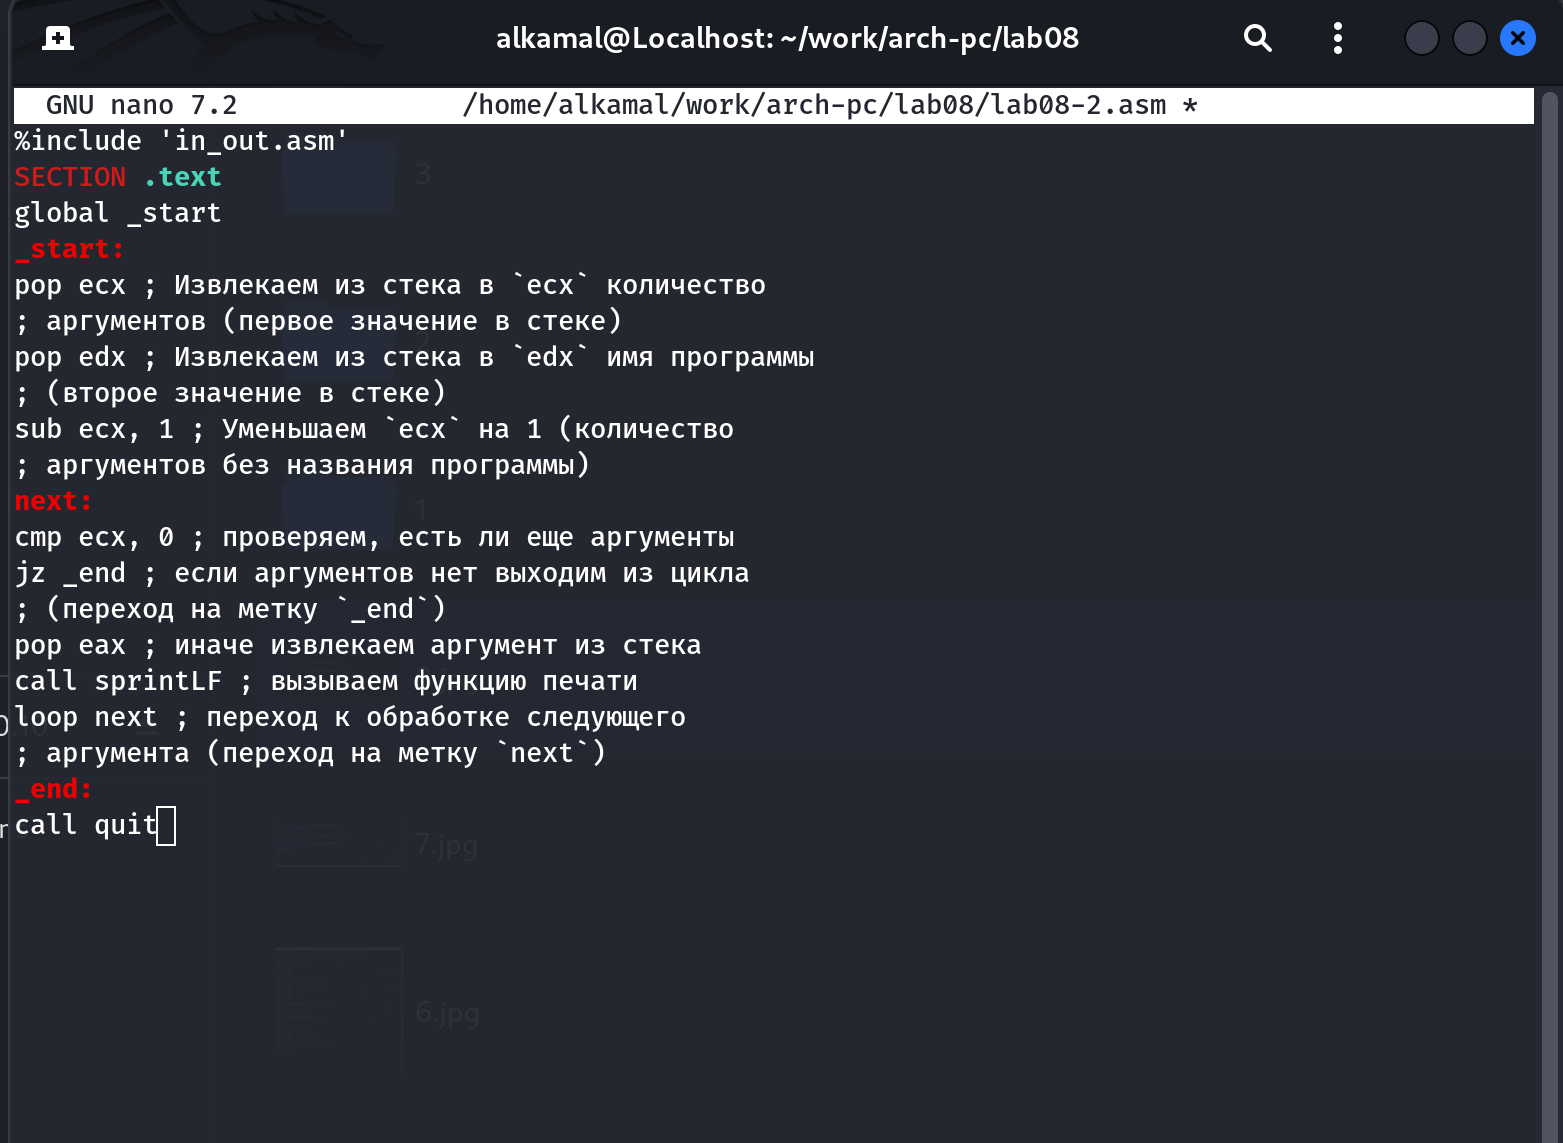 alkamal@Localhost: ~/work/arch-pc/lab08
GNU nano 7.2 /home/alkamal/work/arch-pc/lab08/lab08-2.asm *
%include 'in_out.asm'
SECTION .text
global _start
_start:
pop ecx ; Извлекаем из стека в `ecx` количество
; аргументов (первое значение в стеке)
pop edx ; Извлекаем из стека в `edx` имя программы
; (второе значение в стеке)
sub ecx, 1 ; Уменьшаем `ecx` на 1 (количество
; аргументов без названия программы)
next:
cmp ecx, 0 ; проверяем, есть ли еще аргументы
jz _end ; если аргументов нет выходим из цикла
; (переход на метку `_end`)
pop eax ; иначе извлекаем аргумент из стека
call sprintLF ; вызываем функцию печати
loop next ; переход к обработке следующего
; аргумента (переход на метку `next`)
_end:
call quit
3
2
1
7.jpg
6.jpg